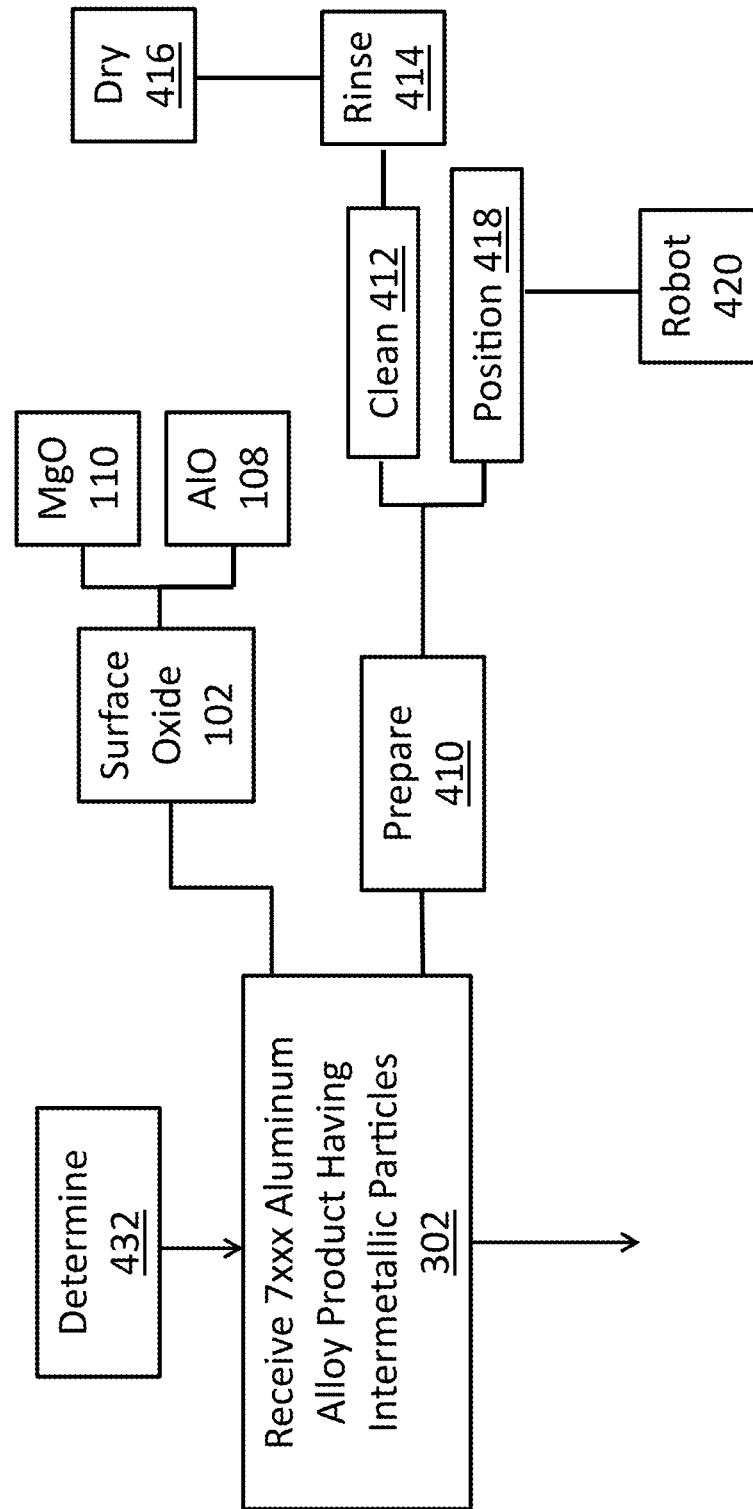 Determine
432
Receive 7xxx Aluminum
Alloy Product Having
Intermetallic Particles
302
Surface
Oxide
102
MgO
110
AlO
108
Prepare
410
Clean 412
Rinse
414
Dry
416
Position 418
Robot
420